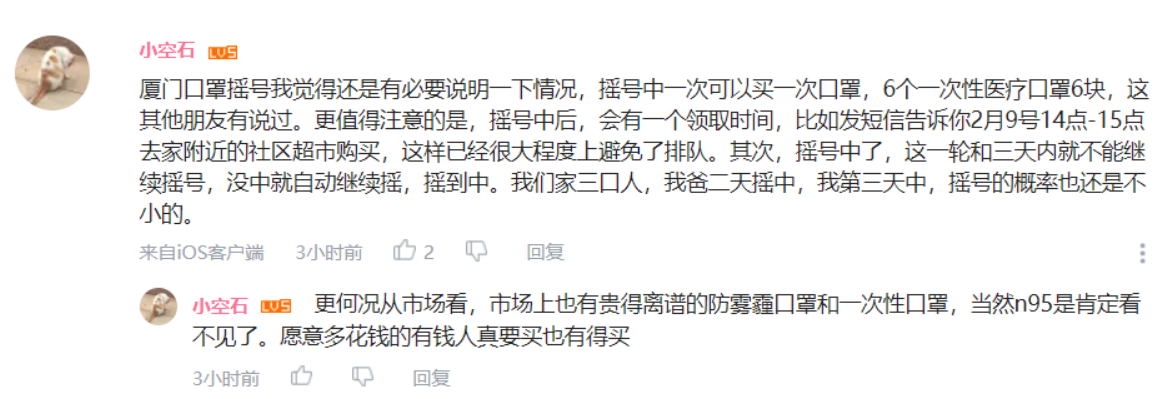 小空石 LV5
厦门口罩摇号我觉得还是有必要说明一下情况，摇号中一次可以买一次口罩，6个一次性医疗口罩6块，这
其他朋友有说过。更值得注意的是，摇号中后，会有一个领取时间，比如发短信告诉你2月9号14点-15点
去家附近的社区超市购买，这样已经很大程度上避免了排队。其次，摇号中了，这一轮和三天内就不能继
续摇号，没中就自动继续摇，摇到中。我们家三口人，我爸二天摇中，我第三天中，摇号的概率也还是不
小的。
来自iOS客户端 3小时前 2 回复
小空石 LV5 更何况从市场看，市场上也有贵得离谱的防雾霾口罩和一次性口罩，当然n95是肯定看
不见了。愿意多花钱的有钱人真要买也有得买
3小时前 回复